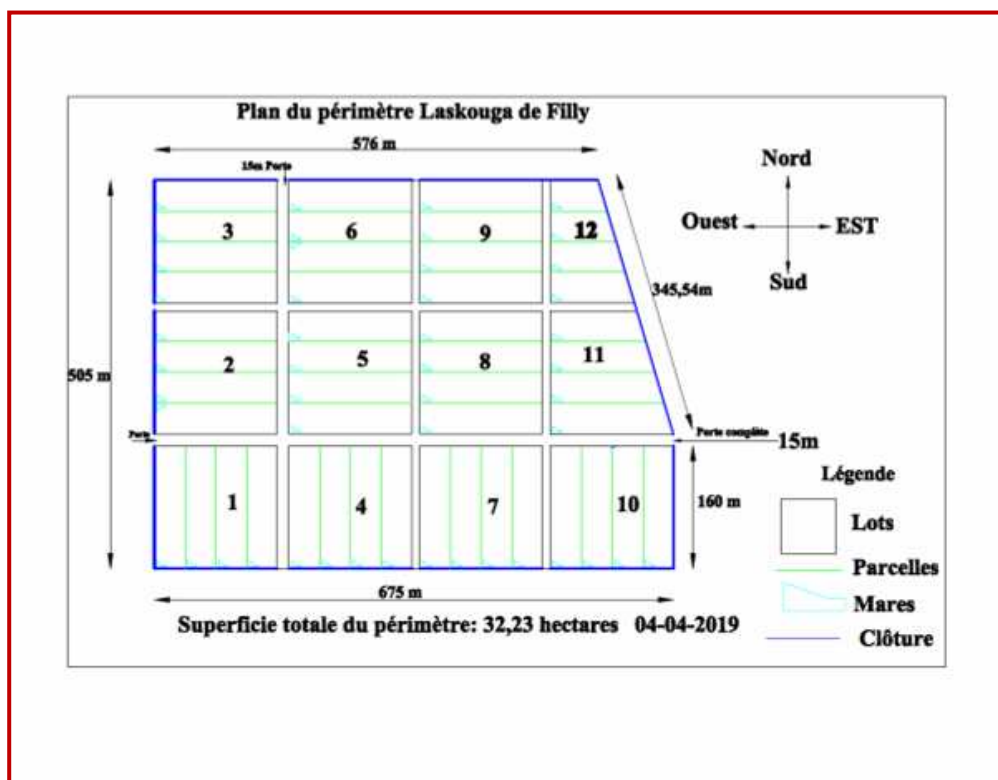 Plan du périmètre Laskouga de Filly
576 m
15m Porte
Nord
Ouest
EST
Sud
3
6
9
12
345,54m
2
5
8
11
505 m
Porte
Porte complète
15m
1
4
7
10
160 m
Légende
Lots
Parcelles
Mares
Clôture
675 m
Superficie totale du périmètre: 32,23 hectares 04-04-2019